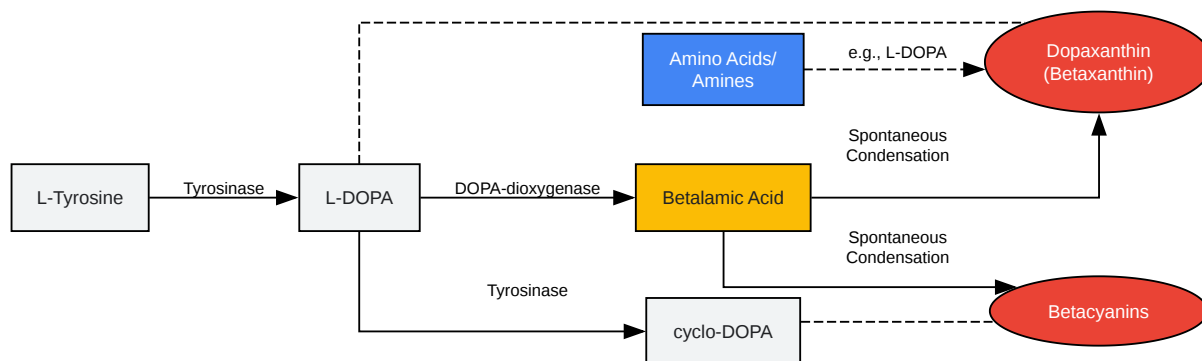 Amino Acids/
Amines
e.g., L-DOPA
Dopaxanthin
(Betaxanthin)
Spontaneous
Condensation
L-Tyrosine
Tyrosinase
L-DOPA
DOPA-dioxygenase
Betalamic Acid
Spontaneous
Condensation
Tyrosinase
cyclo-DOPA
Betacyanins